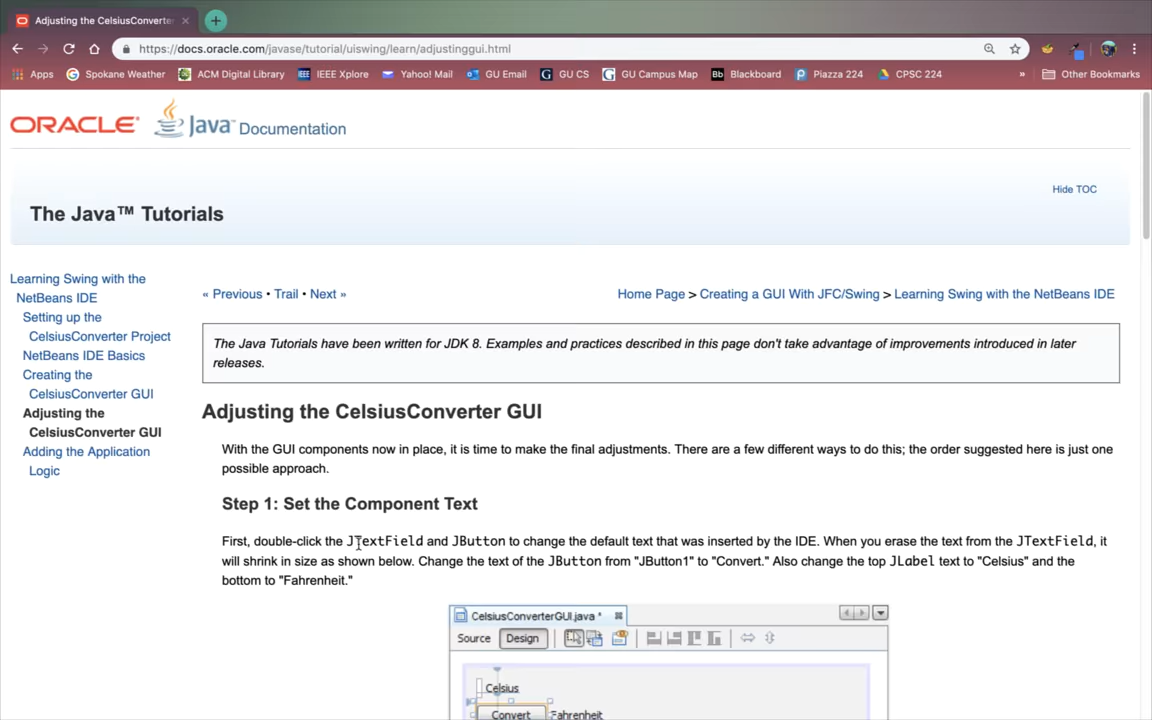 Adjusting the CelsiusConverter
https://docs.oracle.com/javase/tutorial/uiswing/learn/adjustinggui.html
Apps Spokane Weather ACM Digital Library IEEE Xplore Yahoo! Mail GU Email GU CS GU Campus Map Blackboard Piazza 224 CPSC 224 » Other Bookmarks
ORACLE Java™ Documentation
Hide TOC
The Java™ Tutorials
Learning Swing with the
NetBeans IDE
Setting up the
CelsiusConverter Project
NetBeans IDE Basics
Creating the
CelsiusConverter GUI
Adjusting the
CelsiusConverter GUI
Adding the Application
Logic
« Previous • Trail • Next »
Home Page > Creating a GUI With JFC/Swing > Learning Swing with the NetBeans IDE
The Java Tutorials have been written for JDK 8. Examples and practices described in this page don't take advantage of improvements introduced in later
releases.
Adjusting the CelsiusConverter GUI
With the GUI components now in place, it is time to make the final adjustments. There are a few different ways to do this; the order suggested here is just one
possible approach.
Step 1: Set the Component Text
First, double-click the JTextField and JButton to change the default text that was inserted by the IDE. When you erase the text from the JTextField, it
will shrink in size as shown below. Change the text of the JButton from "JButton1" to "Convert." Also change the top JLabel text to "Celsius" and the
bottom to "Fahrenheit."
CelsiusConverterGUI.java *
Source Design
Celsius
Convert Fahrenheit